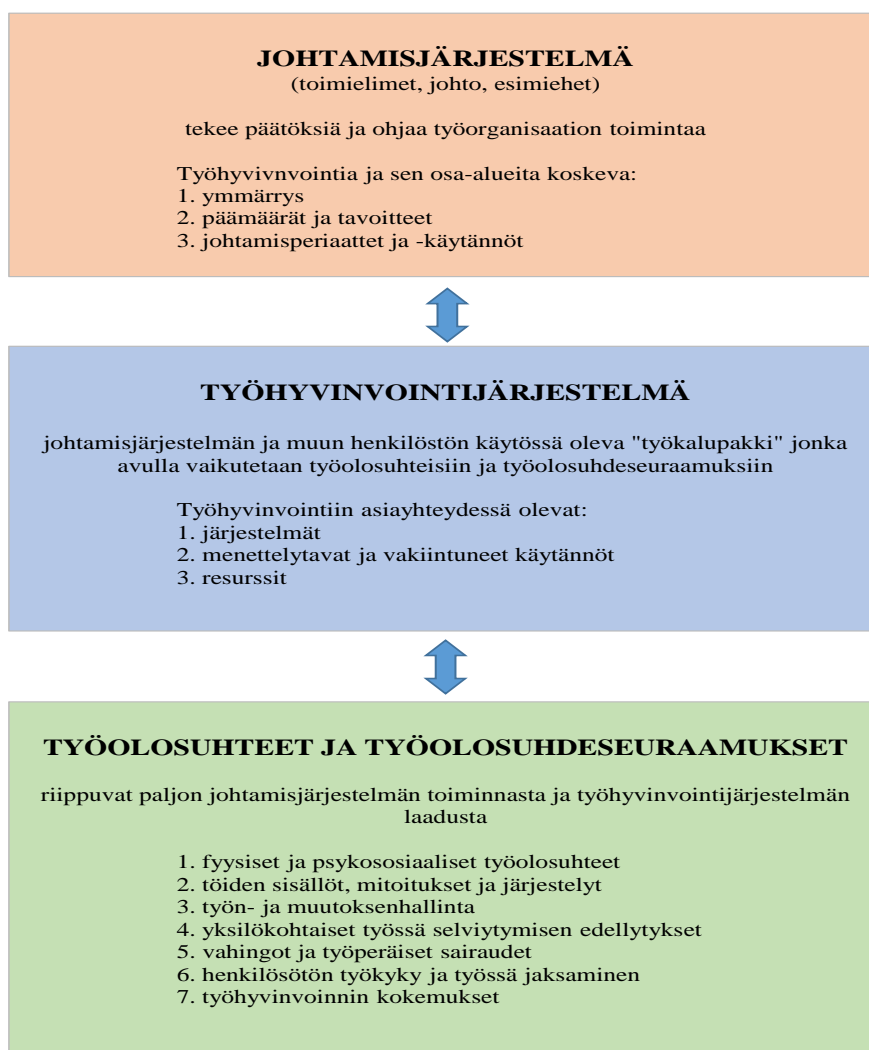 JOHTAMISJÄRJESTELMÄ
(toimielimet, johto, esimiehet)
tekee päätöksiä ja ohjaa työorganisaation toimintaa
Työhyvivnvointia ja sen osa-alueita koskeva:
1. ymmärrys
2. päämäärät ja tavoitteet
3. johtamisperiaattet ja -käytännöt
TYÖHYVINVOINTIJÄRJESTELMÄ
johtamisjärjestelmän ja muun henkilöstön käytössä oleva "työkalupakki" jonka
avulla vaikutetaan työolosuhteisiin ja työolosuhdeseuraamuksiin
Työhyvinvointiin asiayhteydessä olevat:
1. järjestelmät
2. menettelytavat ja vakiintuneet käytännöt
3. resurssit
TYÖOLOSUHTEET JA TYÖOLOSUHDESEURAAMUKSET
riippuvat paljon johtamisjärjestelmän toiminnasta ja työhyvinvointijärjestelmän
laadusta
1. fyysiset ja psykososiaaliset työolosuhteet
2. töiden sisällöt, mitoitukset ja järjestelyt
3. työn- ja muutoksenhallinta
4. yksilökohtaiset työssä selviytymisen edellytykset
5. vahingot ja työperäiset sairaudet
6. henkilösötön työkyky ja työssä jaksaminen
7. työhyvinvoinnin kokemukset